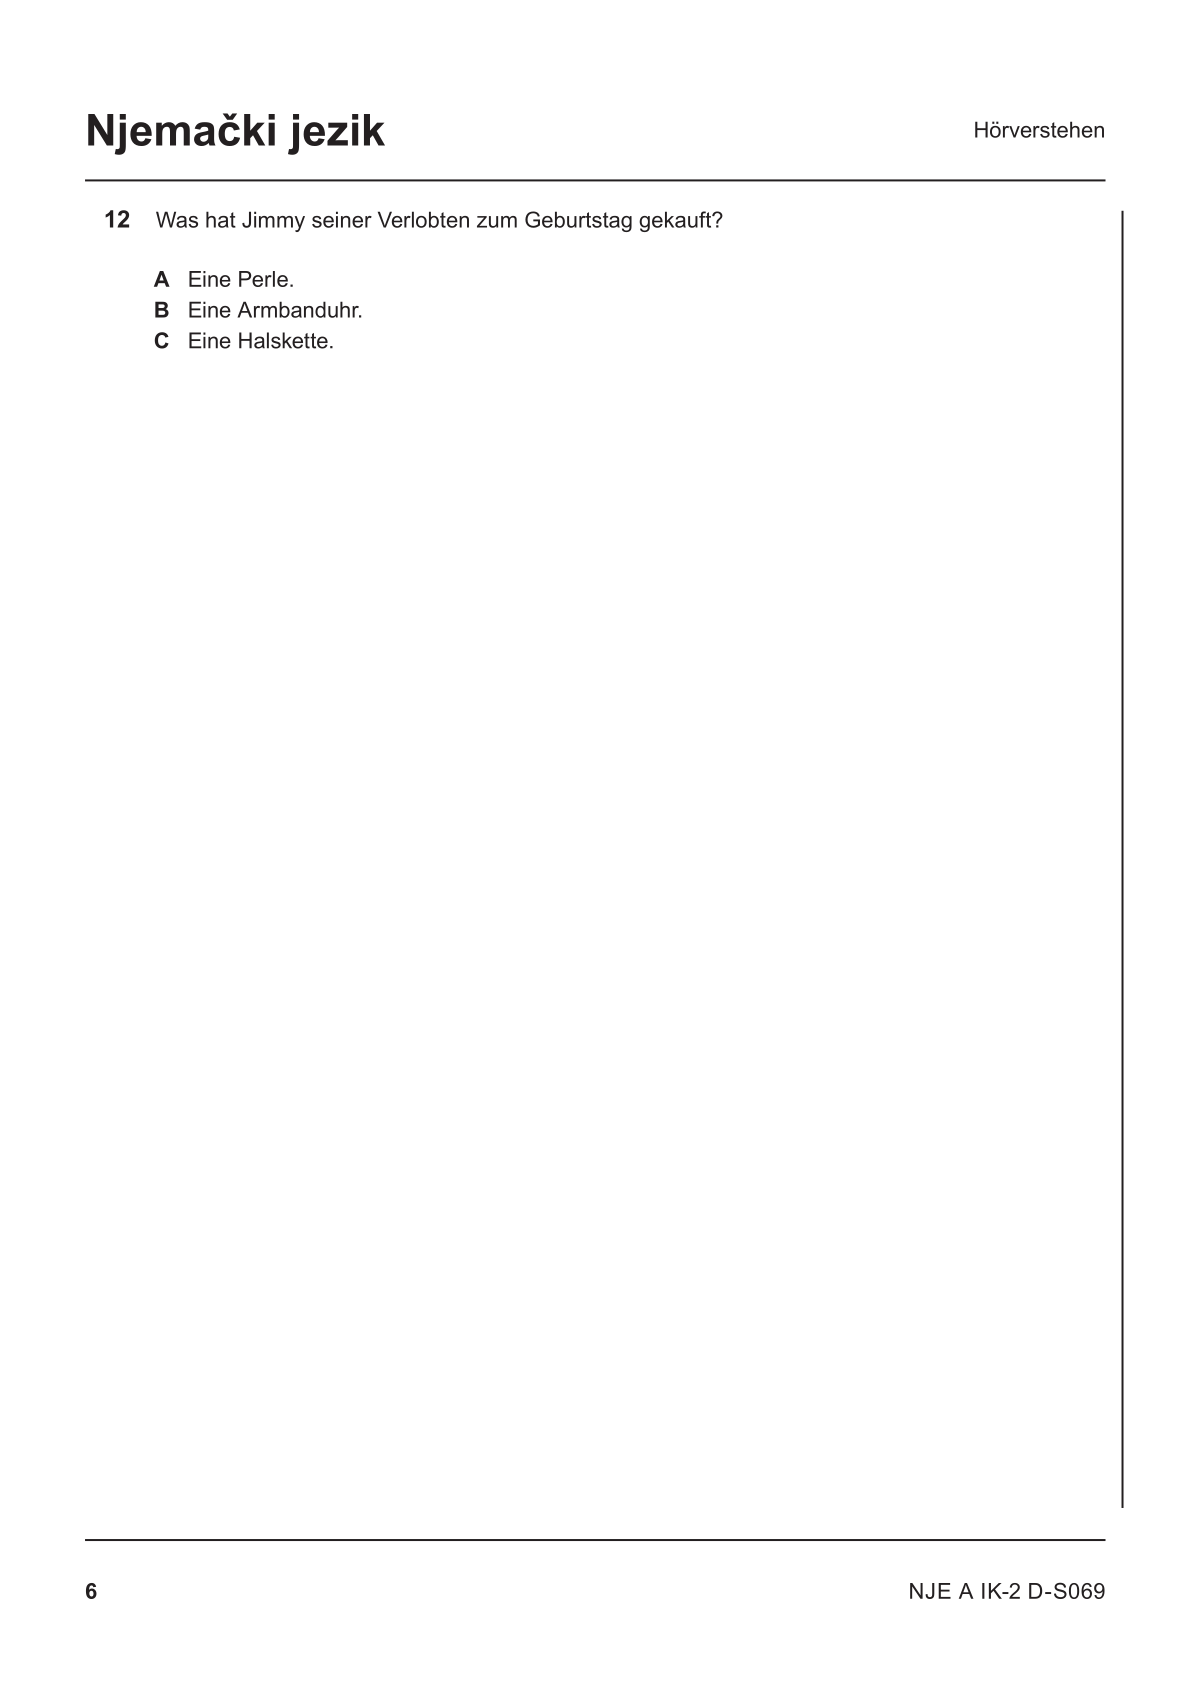 Njemački jezik
Hörverstehen
12 Was hat Jimmy seiner Verlobten zum Geburtstag gekauft?
A Eine Perle.
B Eine Armbanduhr.
C Eine Halskette.
6
NJE A IK-2 D-S069